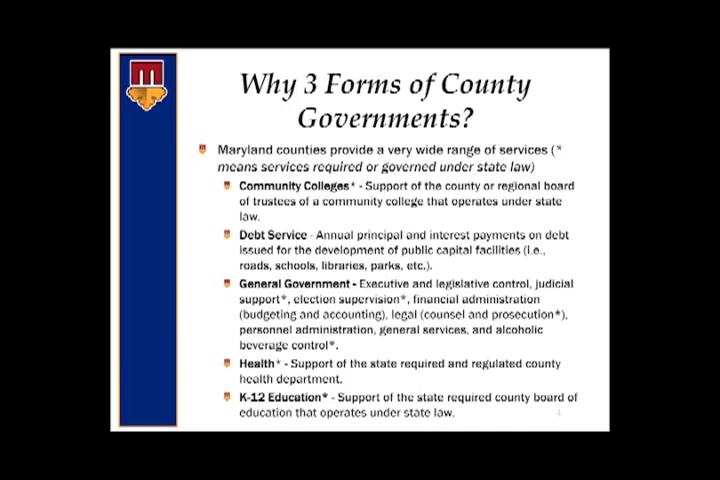 Why 3 Forms of County
Governments?
Maryland counties provide a very wide range of services (*
means services required or governed under state law)
Community Colleges* - Support of the county or regional board
of trustees of a community college that operates under state
law.
Debt Service - Annual principal and interest payments on debt
issued for the development of public capital facilities (i.e.,
roads, schools, libraries, parks, etc.).
General Government - Executive and legislative control, judicial
support*, election supervision*, financial administration
(budgeting and accounting), legal (counsel and prosecution*),
personnel administration, general services, and alcoholic
beverage control*.
Health* - Support of the state required and regulated county
health department.
K-12 Education* - Support of the state required county board of
education that operates under state law.
4